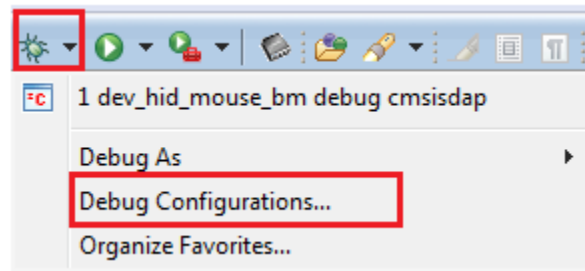 1 dev_hid_mouse_bm debug cmsisdap
Debug As
Debug Configurations...
Organize Favorites...